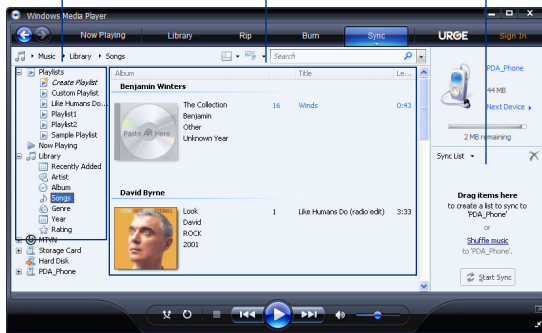 Windows Media Player
Now Playing Library Rip Burn Sync URGE Sign In
Music Library Songs Search
Playlists
Create Playlist
Custom Playlist
Like Humans Do...
Playlist1
Playlist2
Sample Playlist
Now Playing
Library
Recently Added
Artist
Album
Songs
Genre
Year
Rating
MTVN
Storage Card
Hard Disk
PDA_Phone
Album Title Le...
Benjamin Winters
Paste Art Here
The Collection 16 Winds 0:43
Benjamin
Other
Unknown Year
David Byrne
Look 1 Like Humans Do (radio edit) 3:33
David
ROCK
2001
PDA_Phone
44 MB
Next Device
2 MB remaining
Sync List
Drag items here
to create a list to sync to
'PDA_Phone'
or
Shuffle music
to 'PDA_Phone'.
Start Sync